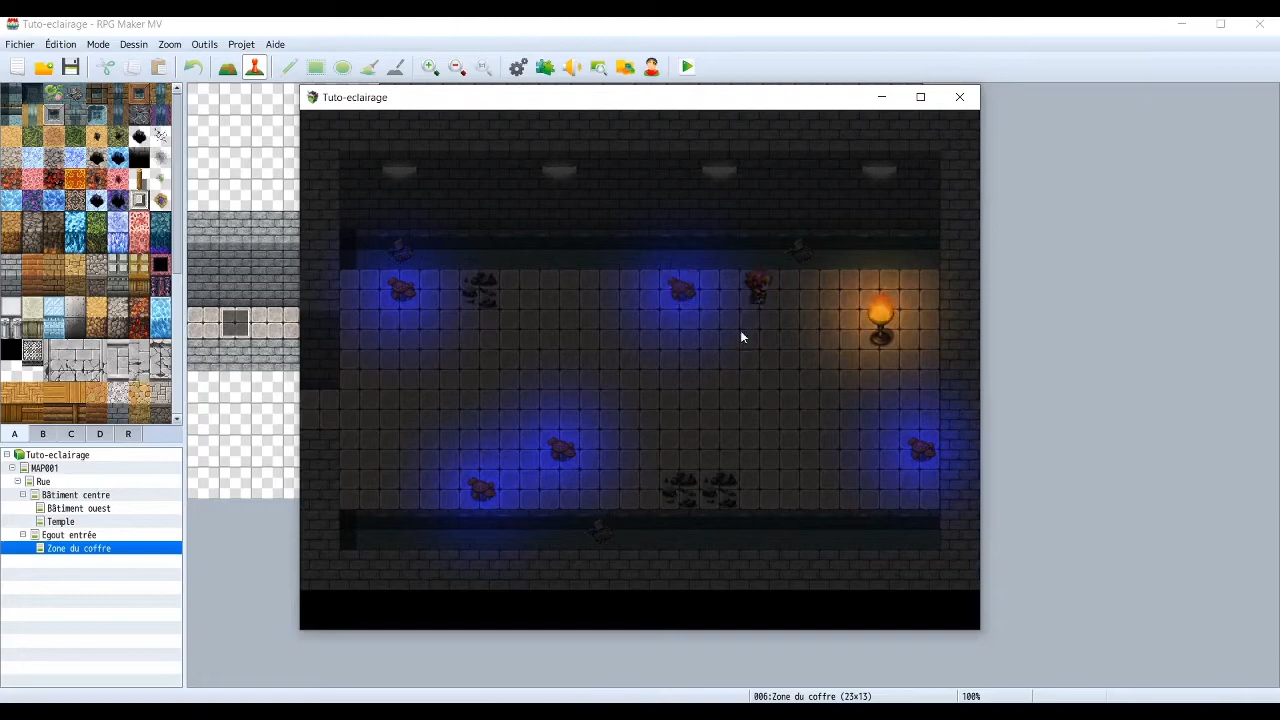 Tuto-eclairage - RPG Maker MV
Fichier Édition Mode Dessin Zoom Outils Projet Aide
Tuto-eclairage
A B C D R
Tuto-eclairage
MAP001
Rue
Bâtiment centre
Bâtiment ouest
Temple
Egout entrée
Zone du coffre
006:Zone du coffre (23x13) 100%